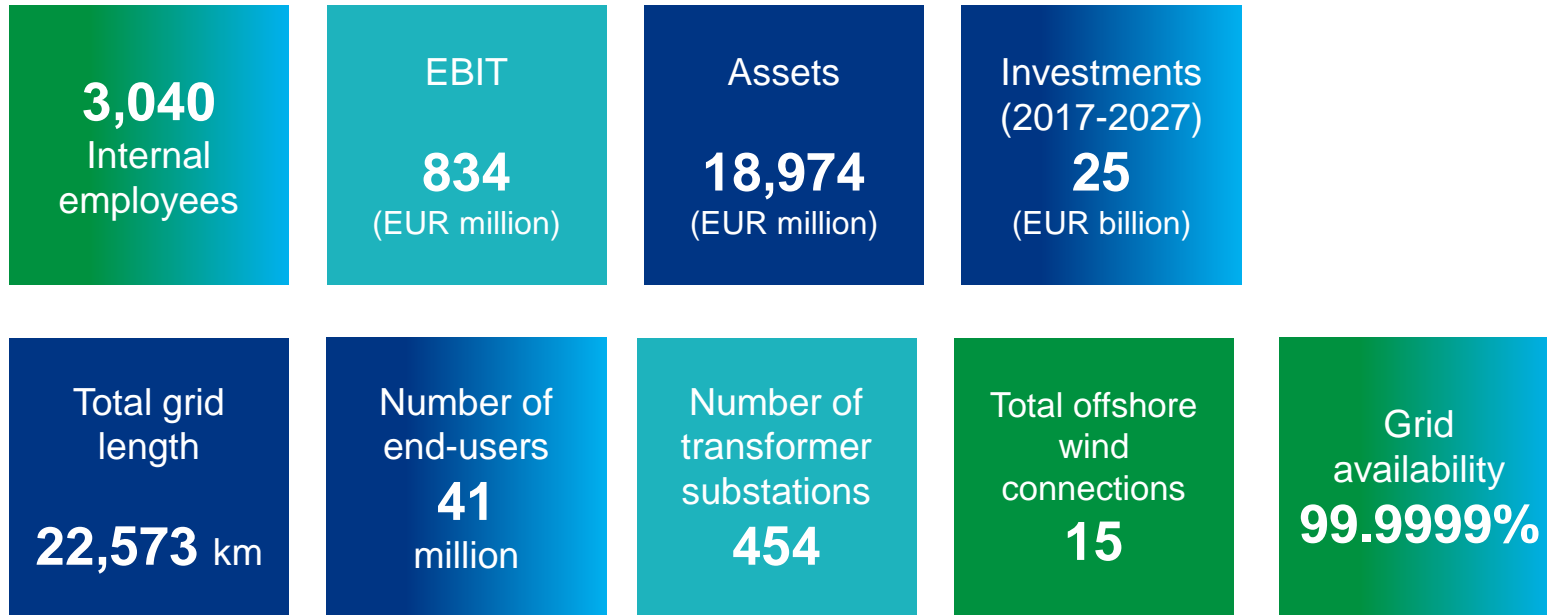 3,040
Internal
employees
EBIT
834
(EUR million)
Assets
18,974
(EUR million)
Investments
(2017-2027)
25
(EUR billion)
Total grid
length
22,573 km
Number of
end-users
41
million
Number of
transformer
substations
454
Total offshore
wind
connections
15
Grid
availability
99.9999%